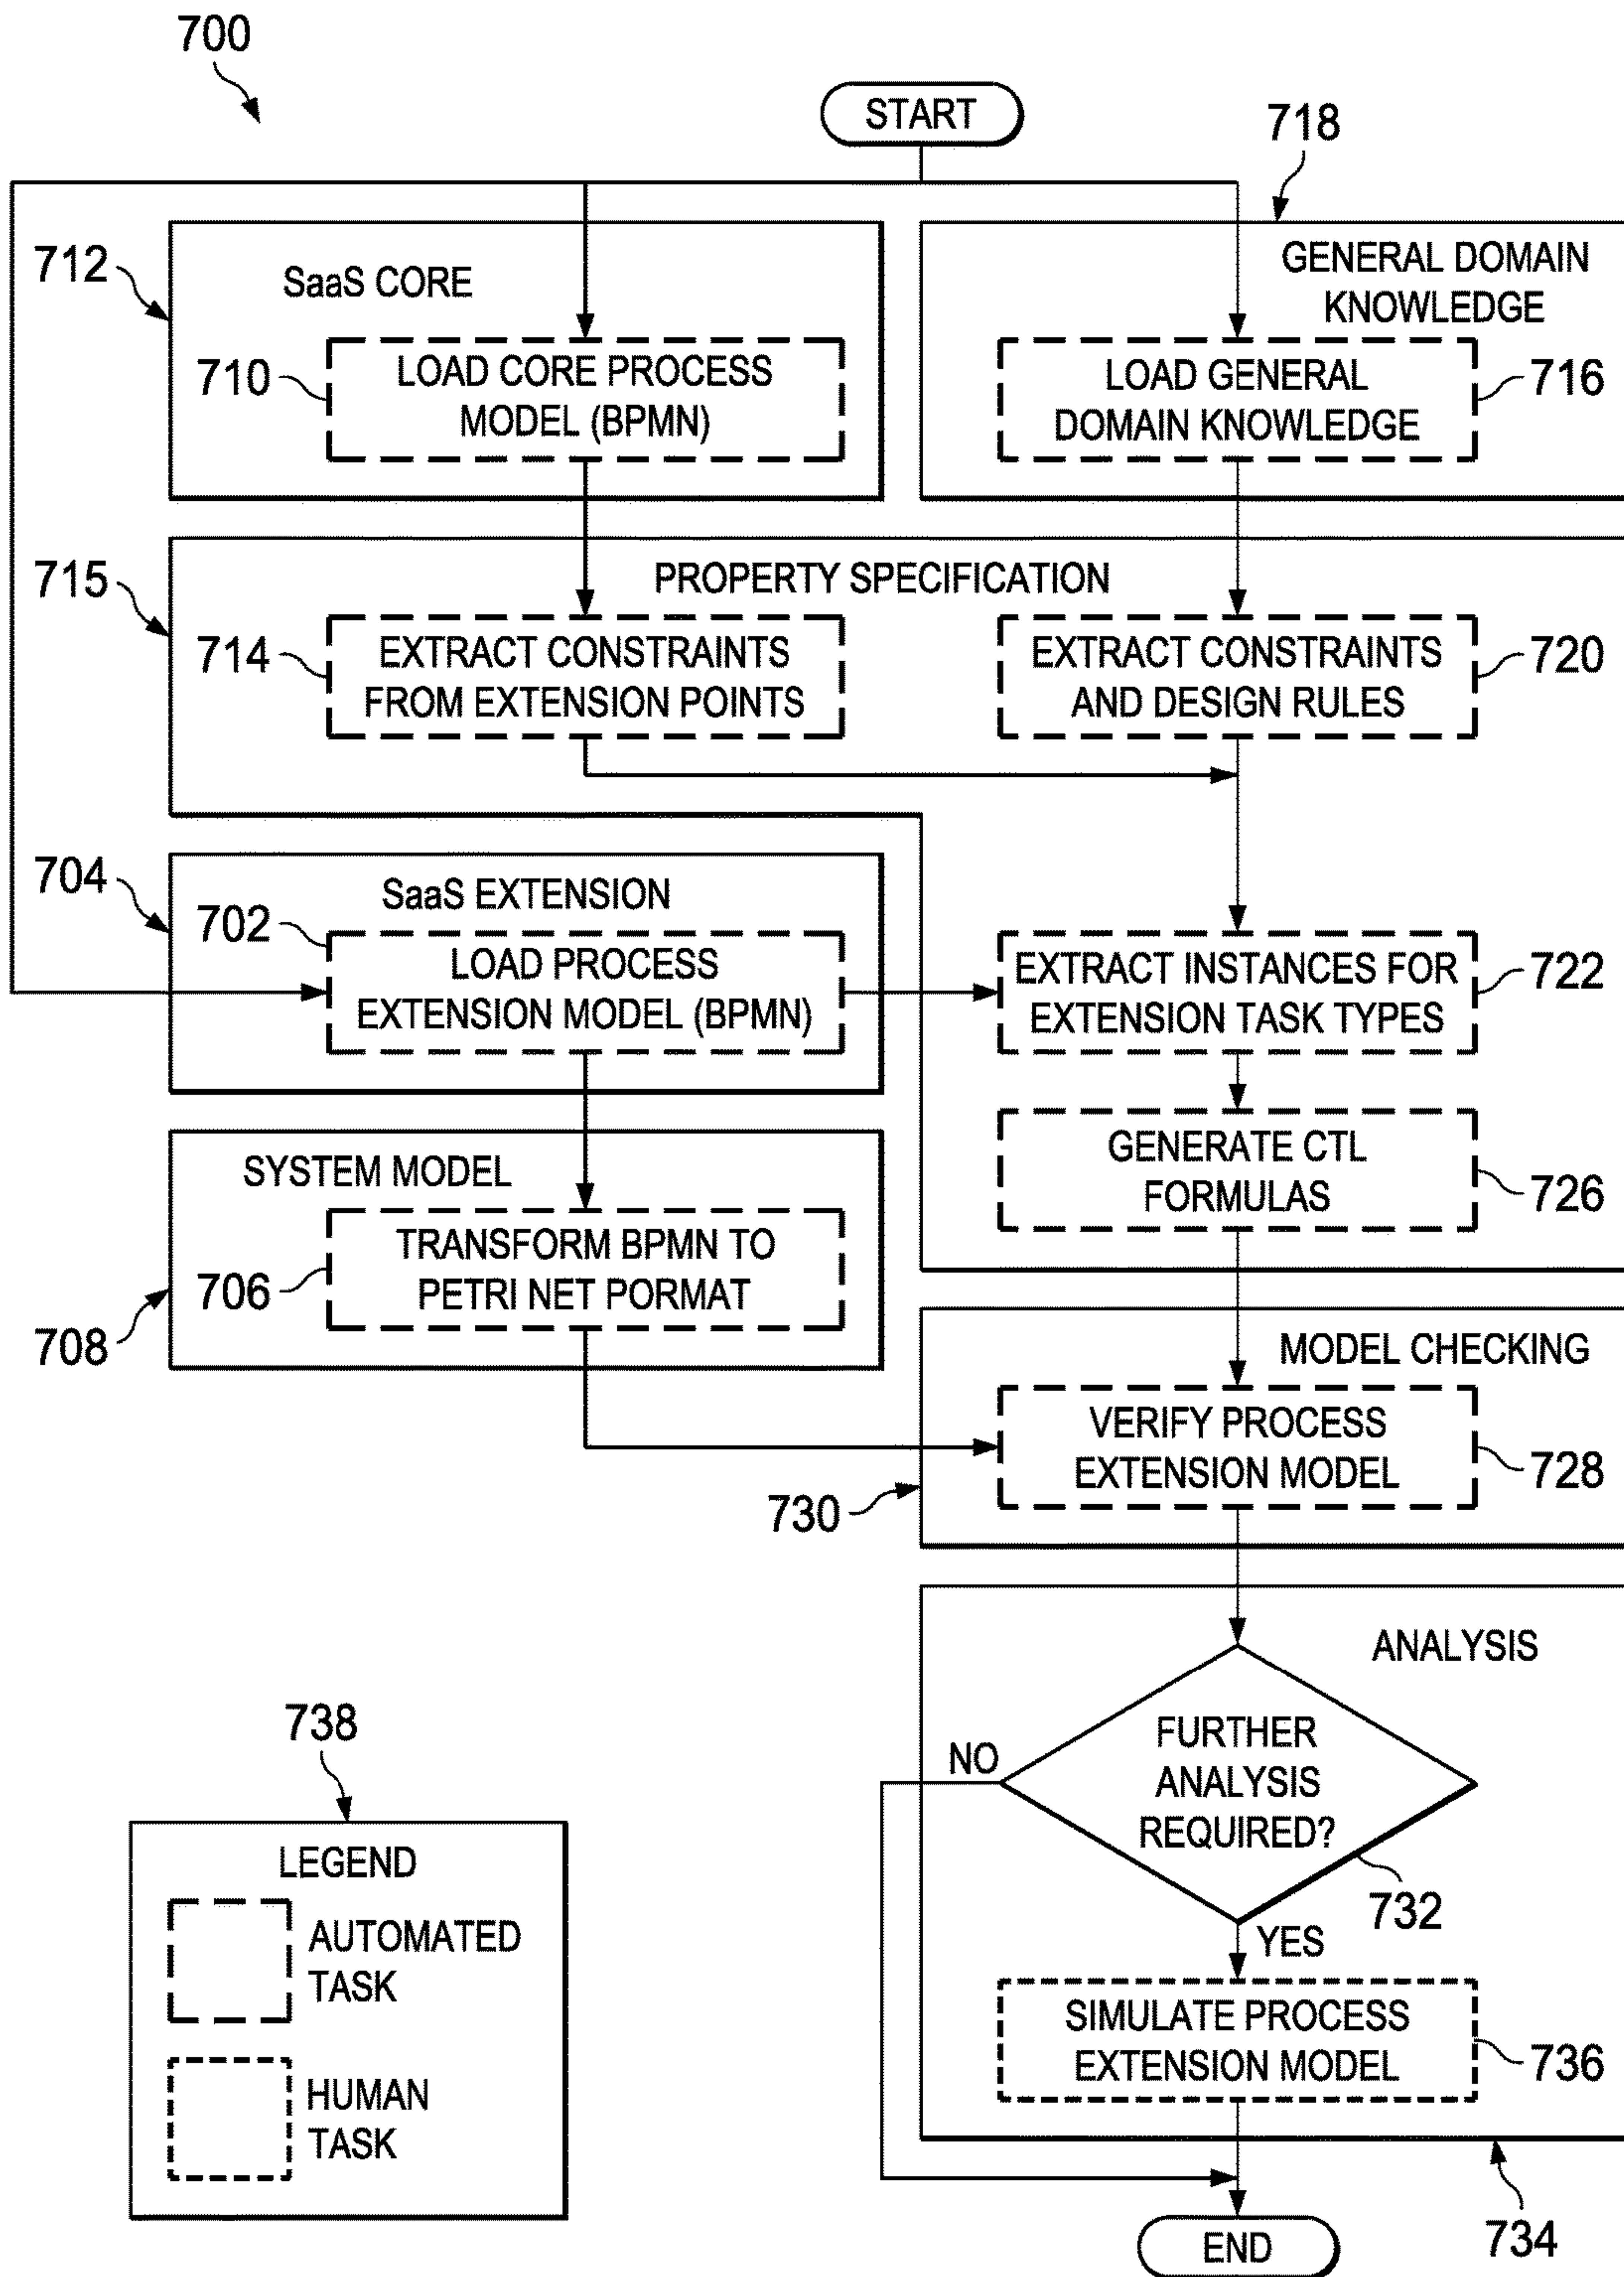 700
START
718
712
SaaS CORE
GENERAL DOMAIN
KNOWLEDGE
710
LOAD CORE PROCESS
MODEL (BPMN)
LOAD GENERAL
DOMAIN KNOWLEDGE
716
715
PROPERTY SPECIFICATION
714
EXTRACT CONSTRAINTS
FROM EXTENSION POINTS
EXTRACT CONSTRAINTS
AND DESIGN RULES
720
704
SaaS EXTENSION
702
LOAD PROCESS
EXTENSION MODEL (BPMN)
EXTRACT INSTANCES FOR
EXTENSION TASK TYPES
722
GENERATE CTL
FORMULAS
726
SYSTEM MODEL
706
TRANSFORM BPMN TO
PETRI NET PORMAT
708
MODEL CHECKING
VERIFY PROCESS
EXTENSION MODEL
728
730
ANALYSIS
FURTHER
ANALYSIS
REQUIRED?
NO
732
YES
SIMULATE PROCESS
EXTENSION MODEL
736
734
END
738
LEGEND
AUTOMATED
TASK
HUMAN
TASK